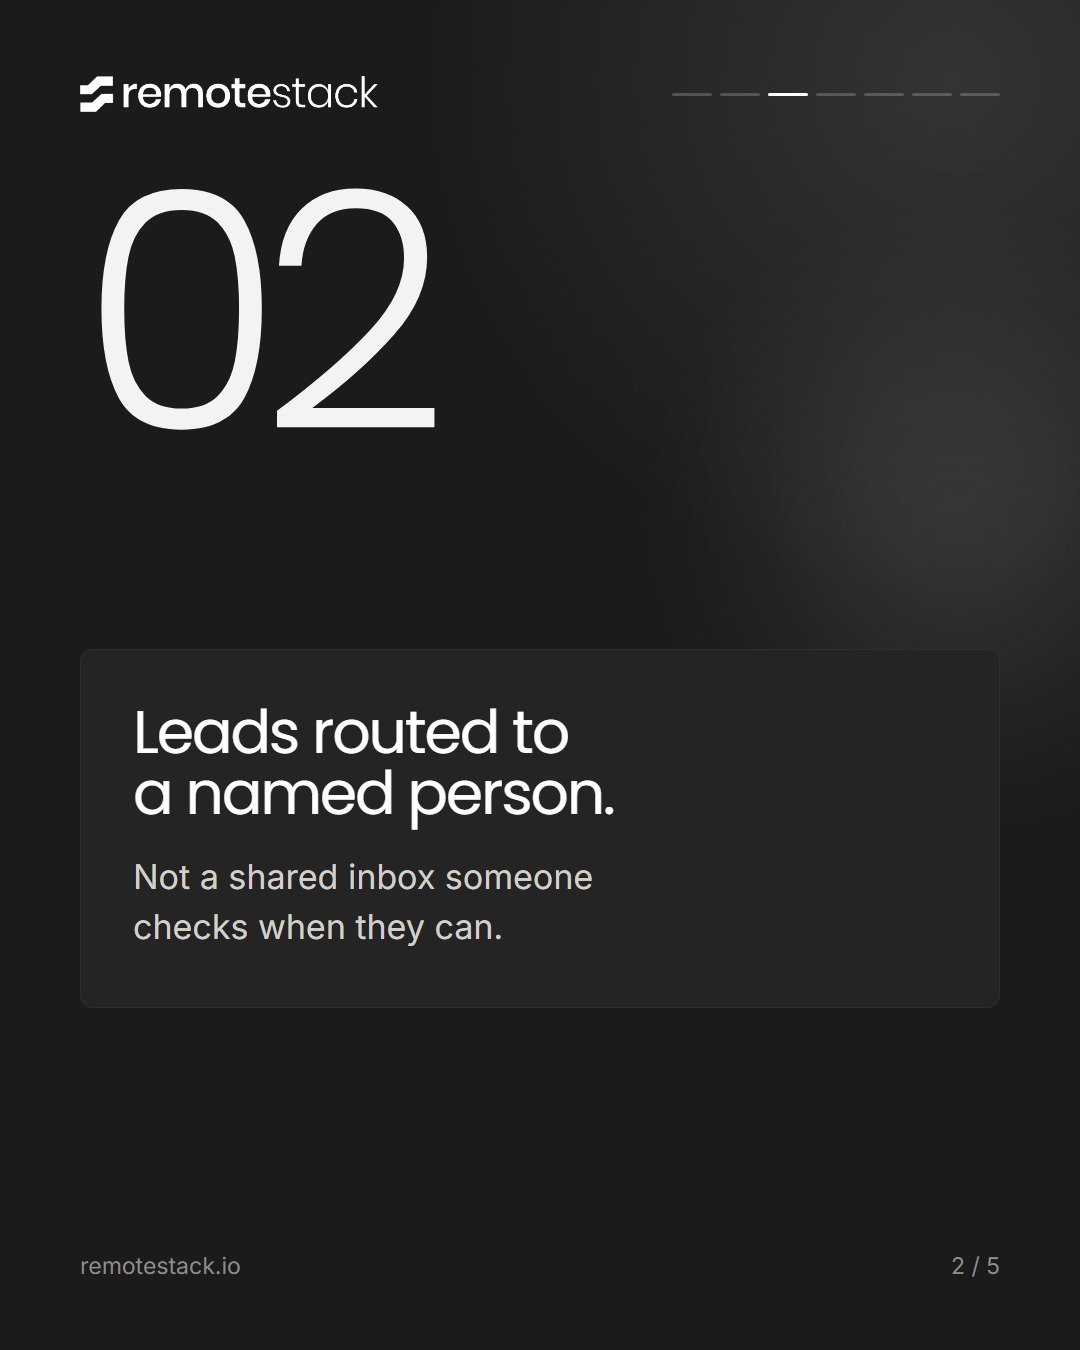 remotestack
02
Leads routed to
a named person.
Not a shared inbox someone
checks when they can.
remotestack.io
2 / 5